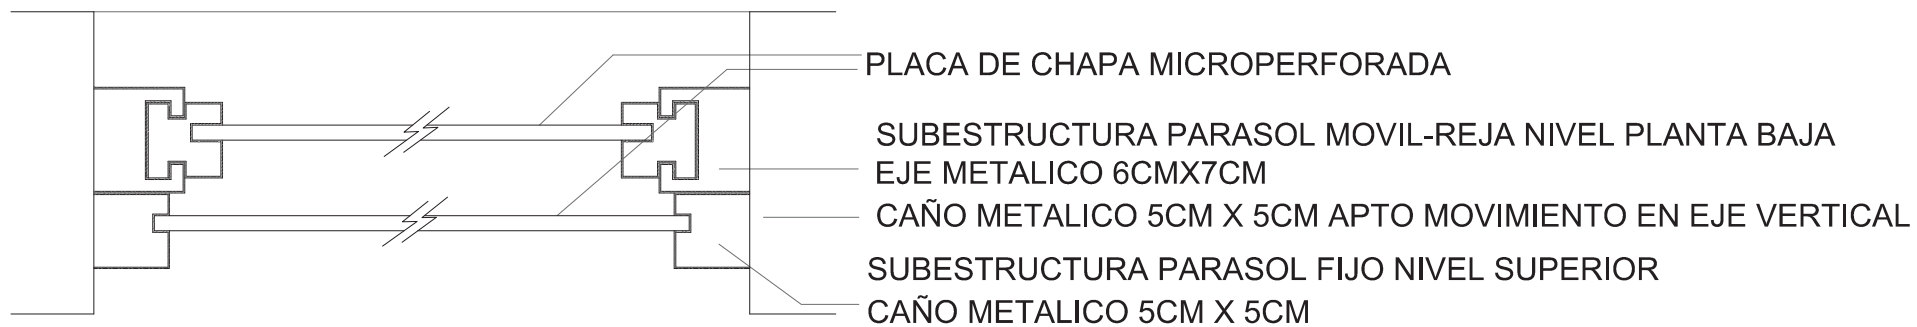 PLACA DE CHAPA MICROPERFORADA
SUBESTRUCTURA PARASOL MOVIL-REJA NIVEL PLANTA BAJA
EJE METALICO 6CMX7CM
CAÑO METALICO 5CM X 5CM APTO MOVIMIENTO EN EJE VERTICAL
SUBESTRUCTURA PARASOL FIJO NIVEL SUPERIOR
CAÑO METALICO 5CM X 5CM